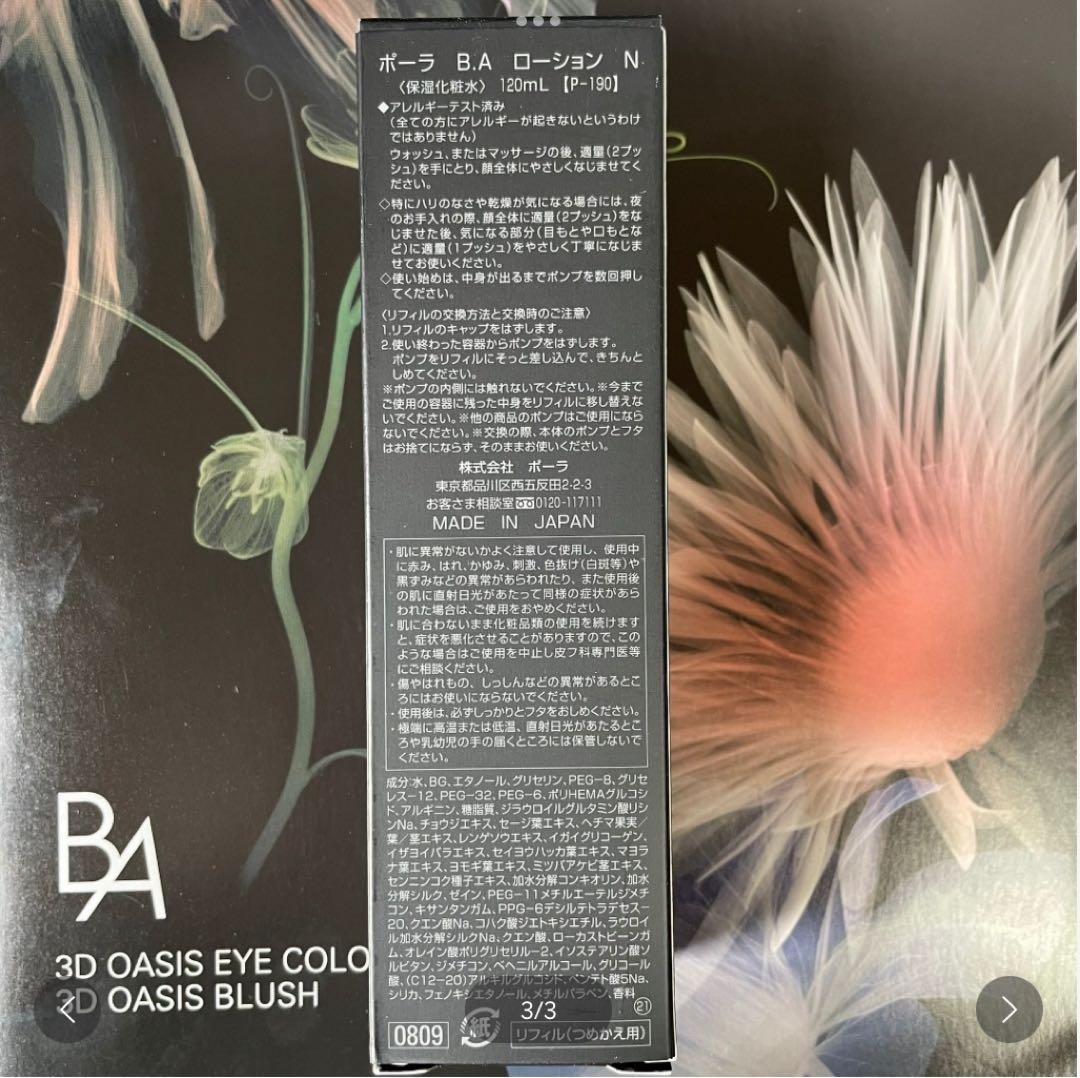 ポーラ B.A ローション N
〈保湿化粧水〉 120mL 【P-190】
◆アレルギーテスト済み
(全ての方にアレルギーが起きないというわけ
ではありません)
ウォッシュ、またはマッサージの後、適量(2プッ
シュ)を手にとり、顔全体にやさしくなじませてく
ださい。
◇特にハリのなさや乾燥が気になる場合には、夜
のお手入れの際、顔全体に適量(2プッシュ)をな
じませた後、気になる部分(目もとや口もとな
ど)に適量(1プッシュ)をやさしく丁寧になじま
せてお使いください。
◇使い始めは、中身が出るまでポンプを数回押し
てください。
〈リフィルの交換方法と交換時のご注意〉
1.リフィルのキャップをはずします。
2.使い終わった容器からポンプをはずします。
ポンプをリフィルにそっと差し込んで、きちんと
しめてください。
※ポンプの内側には触れないでください。※今まで
ご使用の容器に残った中身をリフィルに移し替えな
いでください。※他の商品のポンプはご使用になら
ないでください。※交換の際、本体のポンプとフタ
はお捨てにならず、そのままお使いください。
株式会社 ポーラ
東京都品川区西五反田2-2-3
お客さま相談室 0120-117111
MADE IN JAPAN
・肌に異常がないかよく注意して使用し、使用中
に赤み、はれ、かゆみ、刺激、色抜け(白斑等)や
黒ずみなどの異常があらわれたり、また使用後
の肌に直射日光があたって同様の症状があら
われた場合は、ご使用をおやめください。
・肌に合わないまま化粧品類の使用を続けます
と、症状を悪化させることがありますので、この
ような場合はご使用を中止し皮フ科専門医等
にご相談ください。
・傷やはれもの、しっしんなどの異常があるとこ
ろにはお使いにならないでください。
・使用後は、必ずしっかりとフタをおしめください。
・極端に高温または低温、直射日光があたるとこ
ろや乳幼児の手の届くところには保管しないで
ください。
成分:水、BG、エタノール、グリセリン、PEG-8、グリセ
レス-12、PEG-32、PEG-6、ポリHEMAグルコシ
ド、アルギニン、糖脂質、ジラウロイルグルタミン酸リシ
ンNa、チョウジエキス、セージ葉エキス、ヘチマ果実/
葉/茎エキス、レンゲソウエキス、イガイグリコーゲン、
イザヨイバラエキス、セイヨウハッカ葉エキス、マヨラ
ナ葉エキス、ヨモギ葉エキス、ミツバアケビ茎エキス、
センニンコク種子エキス、加水分解コンキオリン、加水
分解シルク、ゼイン、PEG-11メチルエーテルジメチ
コン、キサンタンガム、PPG-6デシルテトラデセス-
20、クエン酸Na、コハク酸ジエトキシエチル、ラウロイ
ル加水分解シルクNa、クエン酸、ローカストビーンガ
ム、オレイン酸ポリグリセリル-2、イソステアリン酸ソ
ルビタン、ジメチコン、ベヘニルアルコール、グリコール
酸、(C12-20)アルキルグルコシド、ペンテト酸5Na、
シリカ、フェノキシエタノール、メチルパラベン、香料
21
3/3
0809
紙
リフィル(つめかえ用)
BA
3D OASIS EYE COLO
3D OASIS BLUSH